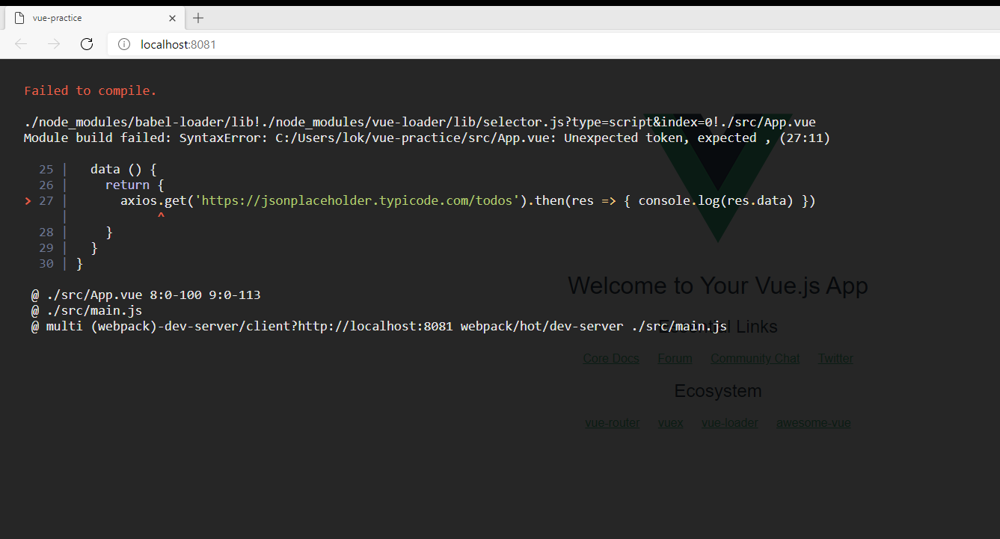 vue-practice
localhost:8081
Failed to compile.
./node_modules/babel-loader/lib!./node_modules/vue-loader/lib/selector.js?type=script&index=0!./src/App.vue
Module build failed: SyntaxError: C:/Users/lok/vue-practice/src/App.vue: Unexpected token, expected , (27:11)
25 |   data () {
26 |     return {
> 27 |       axios.get('https://jsonplaceholder.typicode.com/todos').then(res => { console.log(res.data) })
|            ^
28 |     }
29 |   }
30 | }
@ ./src/App.vue 8:0-100 9:0-113
@ ./src/main.js
@ multi (webpack)-dev-server/client?http://localhost:8081 webpack/hot/dev-server ./src/main.js
Welcome to Your Vue.js App
Essential Links
Core Docs Forum Community Chat Twitter
Ecosystem
vue-router vuex vue-loader awesome-vue